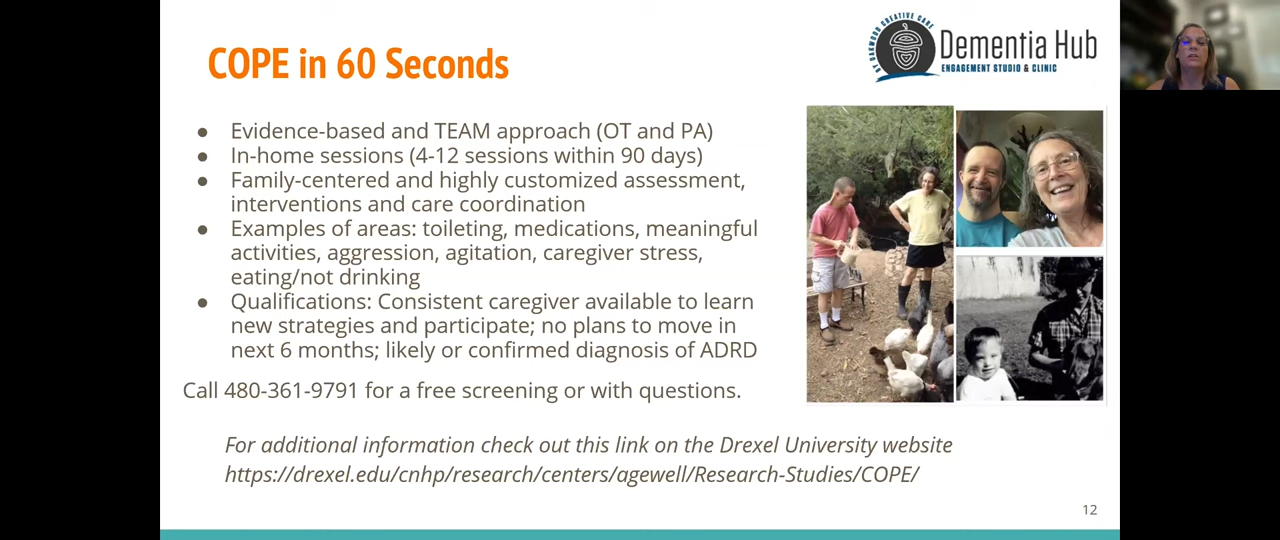 COPE in 60 Seconds
BY OAKWOOD CREATIVE CARE
Dementia Hub
ENGAGEMENT STUDIO & CLINIC
● Evidence-based and TEAM approach (OT and PA)
● In-home sessions (4-12 sessions within 90 days)
● Family-centered and highly customized assessment,
interventions and care coordination
● Examples of areas: toileting, medications, meaningful
activities, aggression, agitation, caregiver stress,
eating/not drinking
● Qualifications: Consistent caregiver available to learn
new strategies and participate; no plans to move in
next 6 months; likely or confirmed diagnosis of ADRD
Call 480-361-9791 for a free screening or with questions.
For additional information check out this link on the Drexel University website
https://drexel.edu/cnhp/research/centers/agewell/Research-Studies/COPE/
12